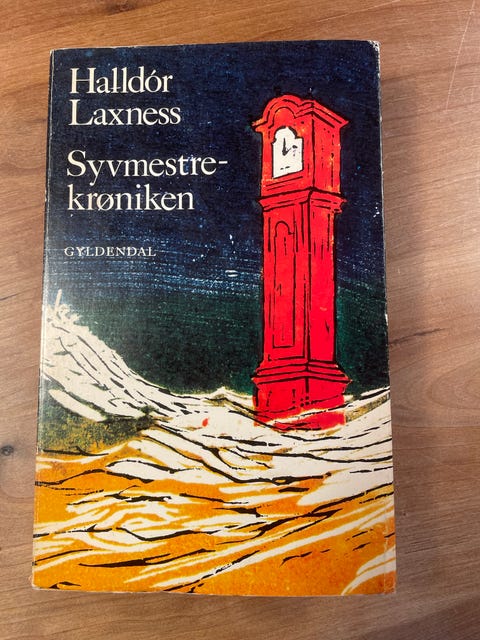 Halldór
Laxness
Syvmestre-
krøniken
GYLDENDAL